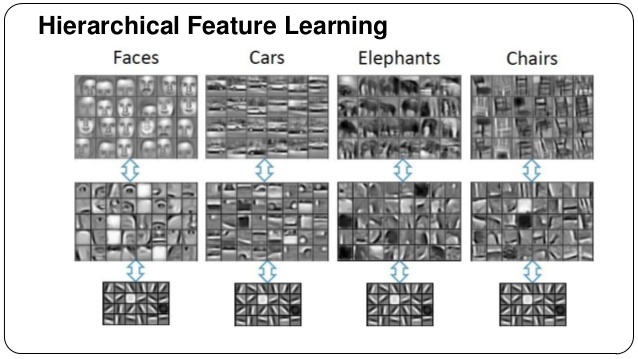 Hierarchical Feature Learning
Faces Cars Elephants Chairs